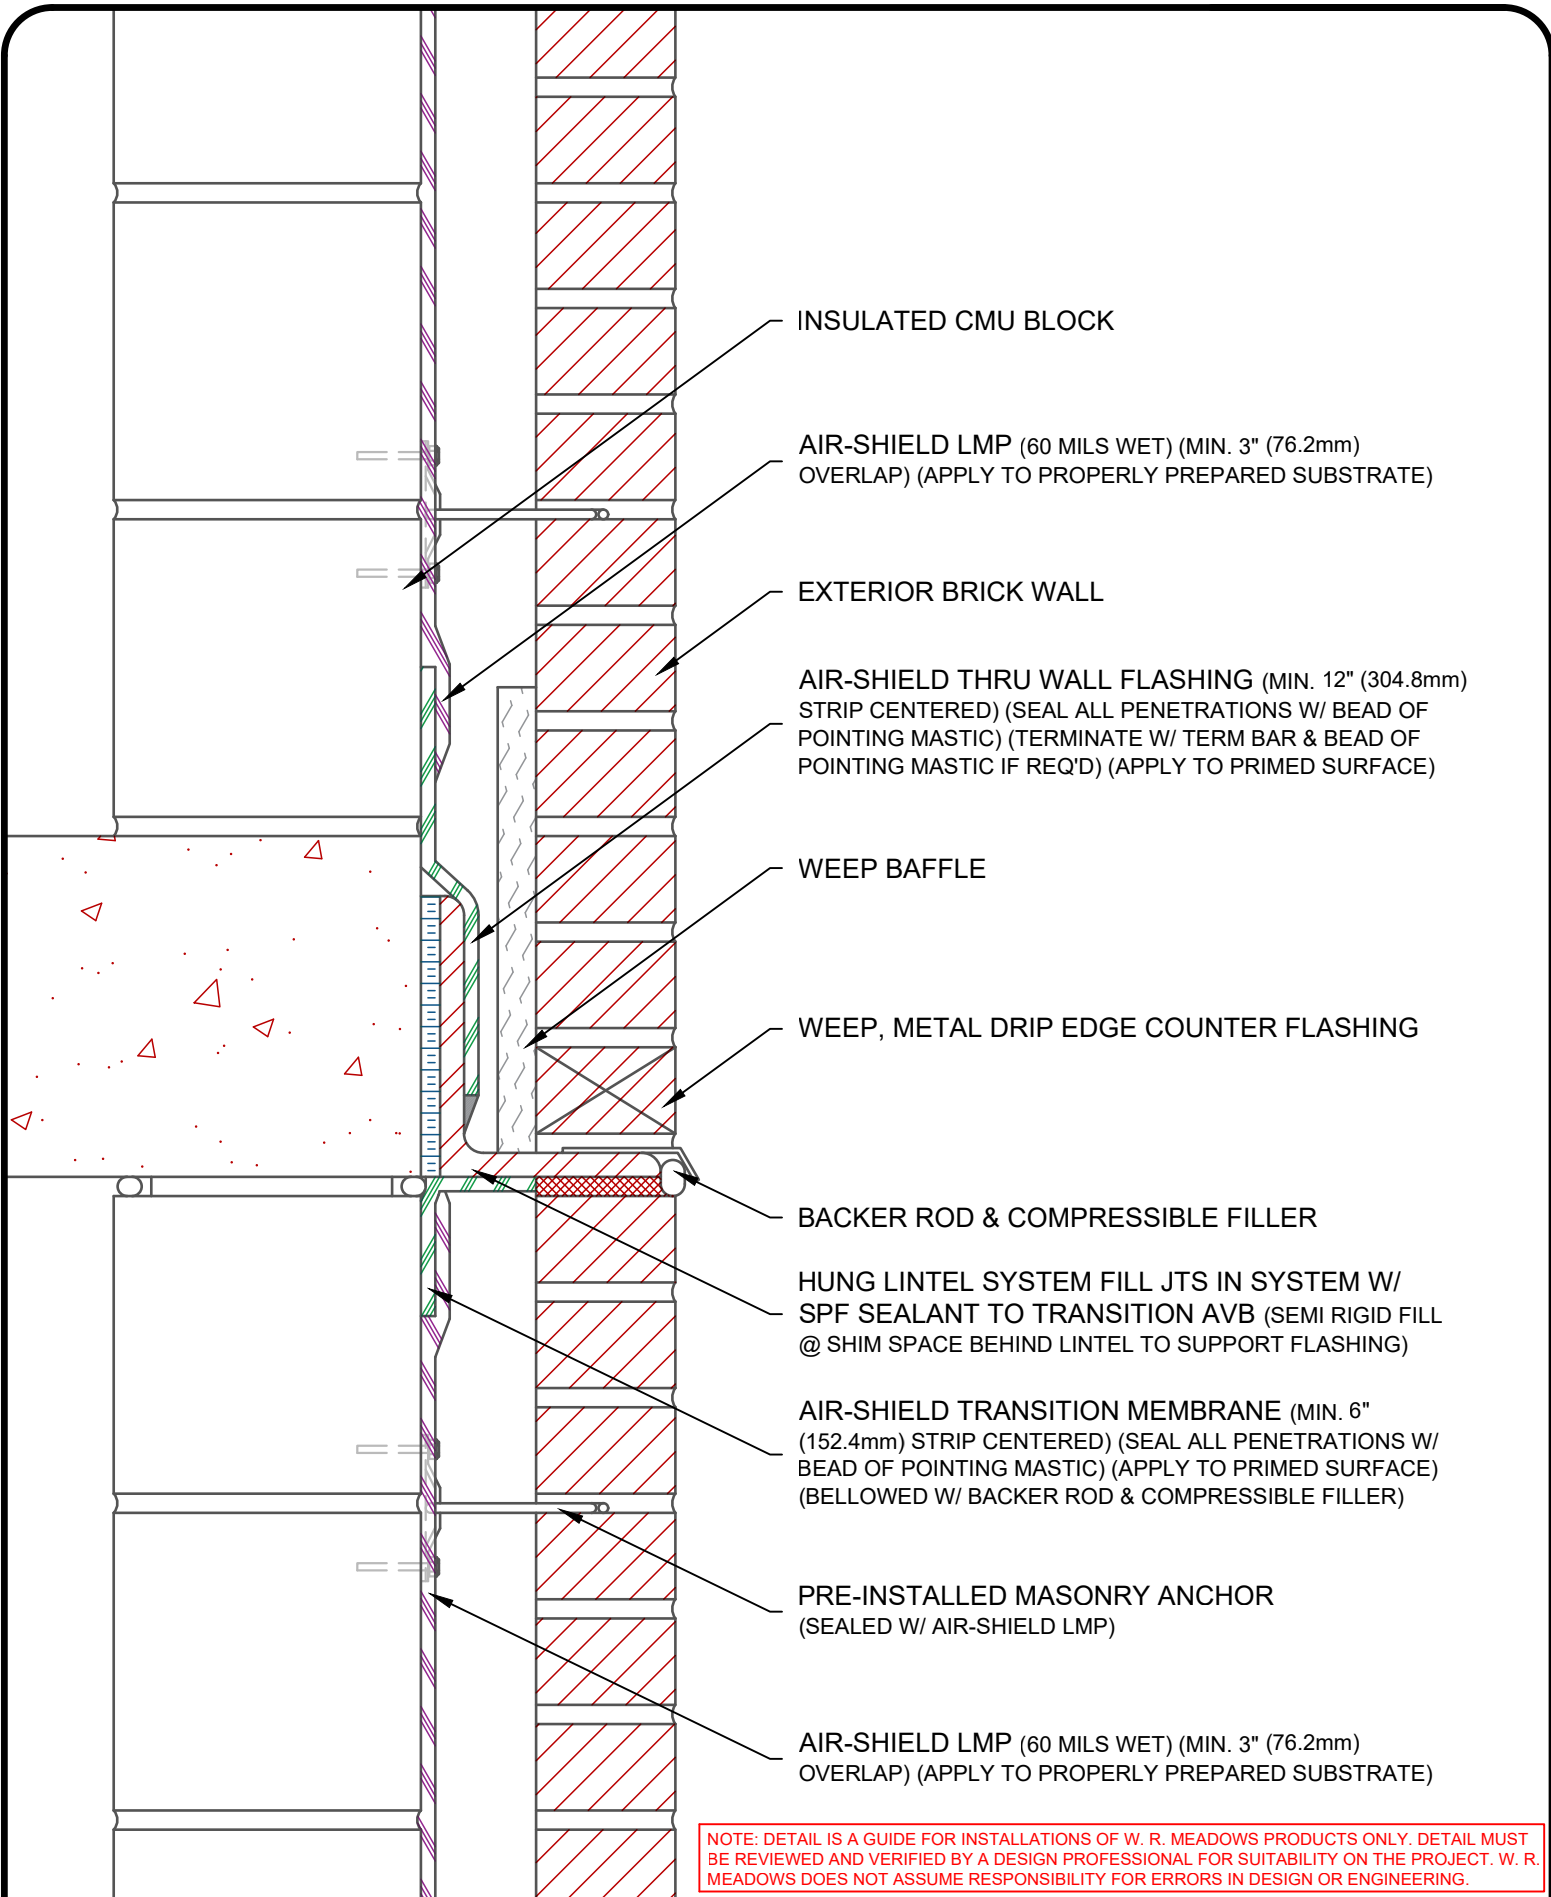 INSULATED CMU BLOCK
AIR-SHIELD LMP (60 MILS WET) (MIN. 3" (76.2mm)
OVERLAP) (APPLY TO PROPERLY PREPARED SUBSTRATE)
EXTERIOR BRICK WALL
AIR-SHIELD THRU WALL FLASHING (MIN. 12" (304.8mm)
STRIP CENTERED) (SEAL ALL PENETRATIONS W/ BEAD OF
POINTING MASTIC) (TERMINATE W/ TERM BAR & BEAD OF
POINTING MASTIC IF REQ'D) (APPLY TO PRIMED SURFACE)
WEEP BAFFLE
WEEP, METAL DRIP EDGE COUNTER FLASHING
BACKER ROD & COMPRESSIBLE FILLER
HUNG LINTEL SYSTEM FILL JTS IN SYSTEM W/
SPF SEALANT TO TRANSITION AVB (SEMI RIGID FILL
@ SHIM SPACE BEHIND LINTEL TO SUPPORT FLASHING)
AIR-SHIELD TRANSITION MEMBRANE (MIN. 6"
(152.4mm) STRIP CENTERED) (SEAL ALL PENETRATIONS W/
BEAD OF POINTING MASTIC) (APPLY TO PRIMED SURFACE)
(BELLOWED W/ BACKER ROD & COMPRESSIBLE FILLER)
PRE-INSTALLED MASONRY ANCHOR
(SEALED W/ AIR-SHIELD LMP)
AIR-SHIELD LMP (60 MILS WET) (MIN. 3" (76.2mm)
OVERLAP) (APPLY TO PROPERLY PREPARED SUBSTRATE)
NOTE: DETAIL IS A GUIDE FOR INSTALLATIONS OF W. R. MEADOWS PRODUCTS ONLY. DETAIL MUST
BE REVIEWED AND VERIFIED BY A DESIGN PROFESSIONAL FOR SUITABILITY ON THE PROJECT. W. R.
MEADOWS DOES NOT ASSUME RESPONSIBILITY FOR ERRORS IN DESIGN OR ENGINEERING.